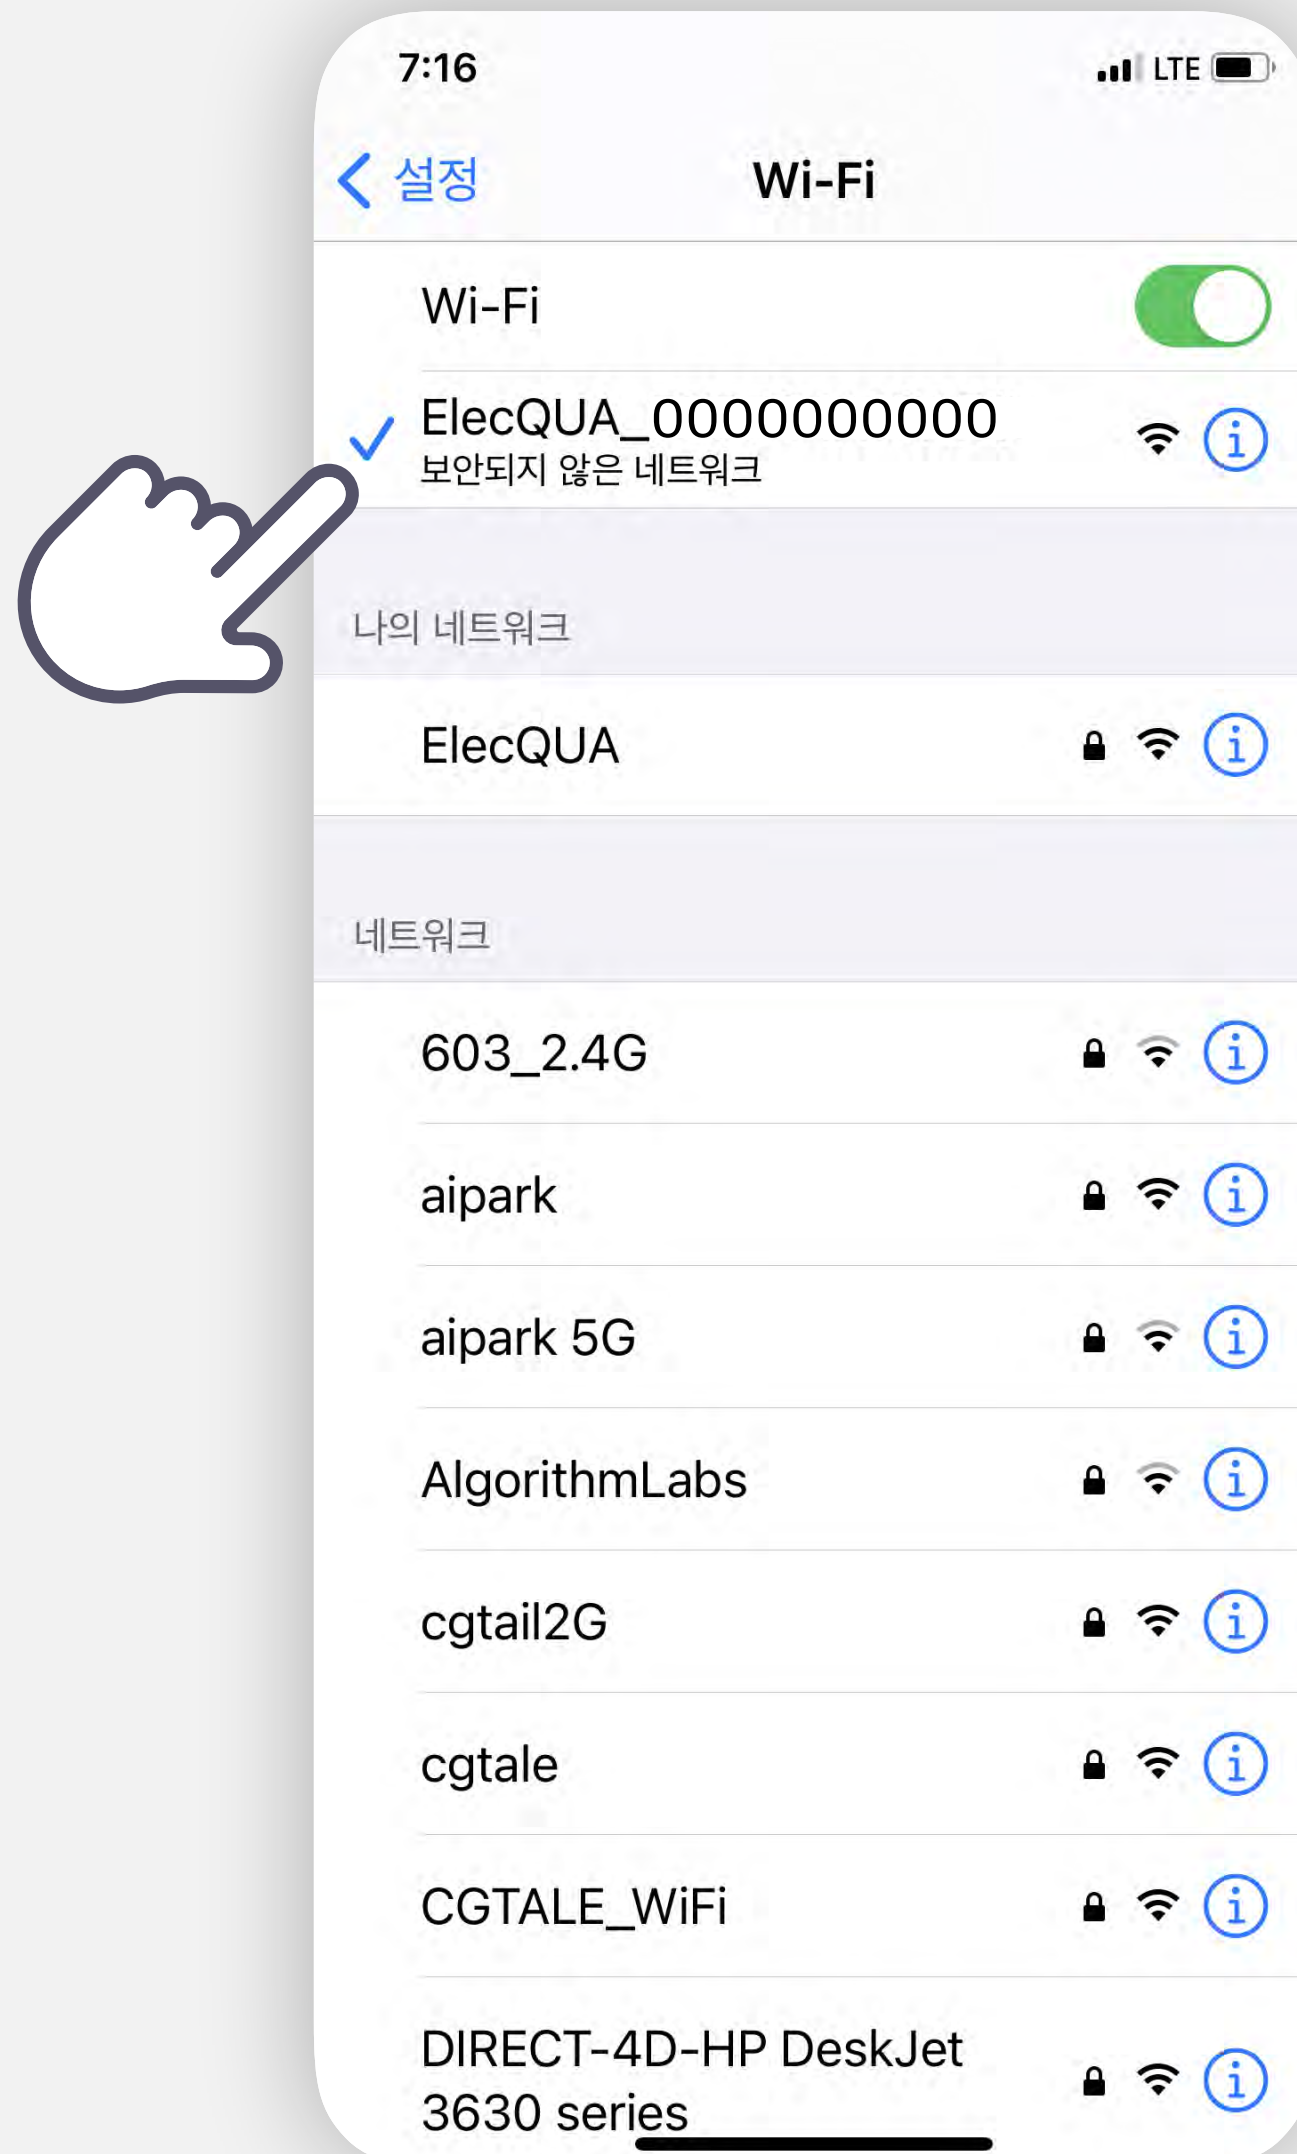 7:16 LTE
설정 Wi-Fi
Wi-Fi
ElecQUA_0000000000
보안되지 않은 네트워크
나의 네트워크
ElecQUA
네트워크
603_2.4G
aipark
aipark 5G
AlgorithmLabs
cgtail2G
cgtale
CGTALE_WiFi
DIRECT-4D-HP DeskJet
3630 series